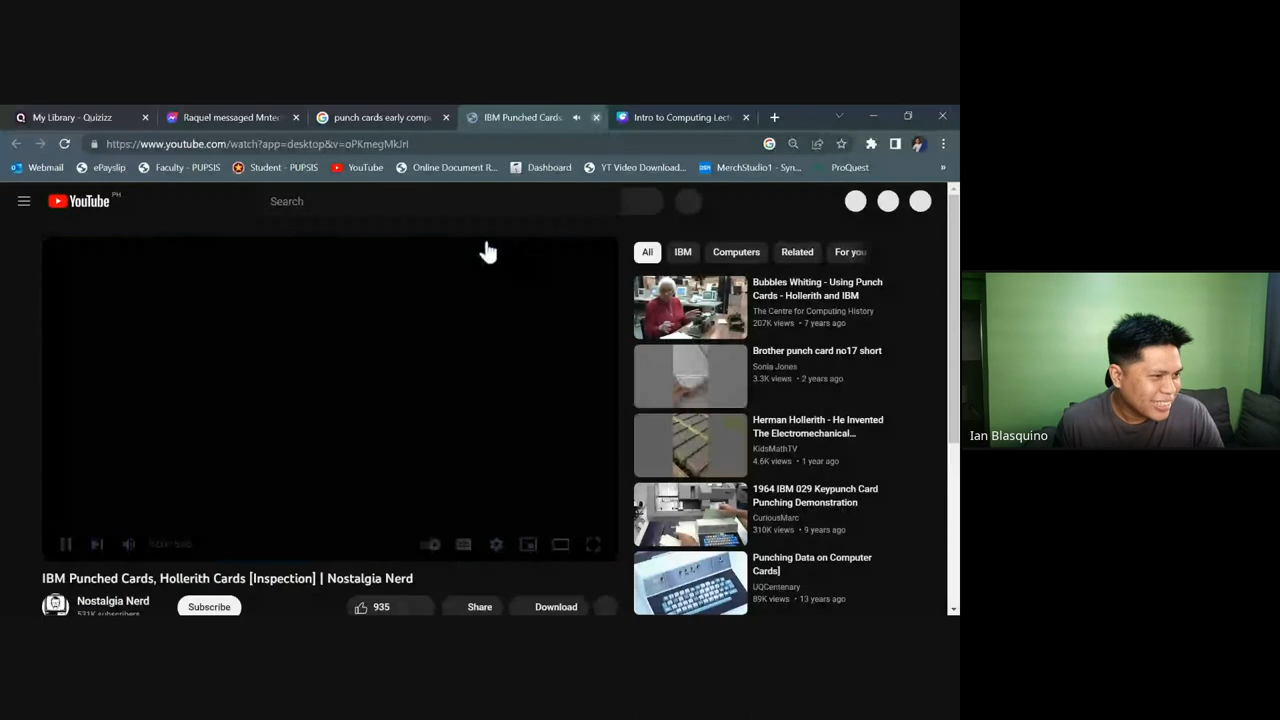 My Library - Quizizz
Raquel messaged Mntec
punch cards early comp
IBM Punched Cards
Intro to Computing Lect
https://www.youtube.com/watch?app=desktop&v=oPKmegMkJrI
Webmail
ePayslip
Faculty - PUPSIS
Student - PUPSIS
YouTube
Online Document R...
Dashboard
YT Video Download...
MerchStudio1 - Syn...
ProQuest
YouTube PH
Search
All
IBM
Computers
Related
For you
Bubbles Whiting - Using Punch
Cards - Hollerith and IBM
The Centre for Computing History
207K views • 7 years ago
Brother punch card no17 short
Sonia Jones
3.3K views • 2 years ago
Herman Hollerith - He Invented
The Electromechanical...
KidsMathTV
4.6K views • 1 year ago
1964 IBM 029 Keypunch Card
Punching Demonstration
CuriousMarc
310K views • 9 years ago
Punching Data on Computer
Cards]
UQCentenary
89K views • 13 years ago
IBM Punched Cards, Hollerith Cards [Inspection] | Nostalgia Nerd
Nostalgia Nerd
Subscribe
935
Share
Download
Ian Blasquino